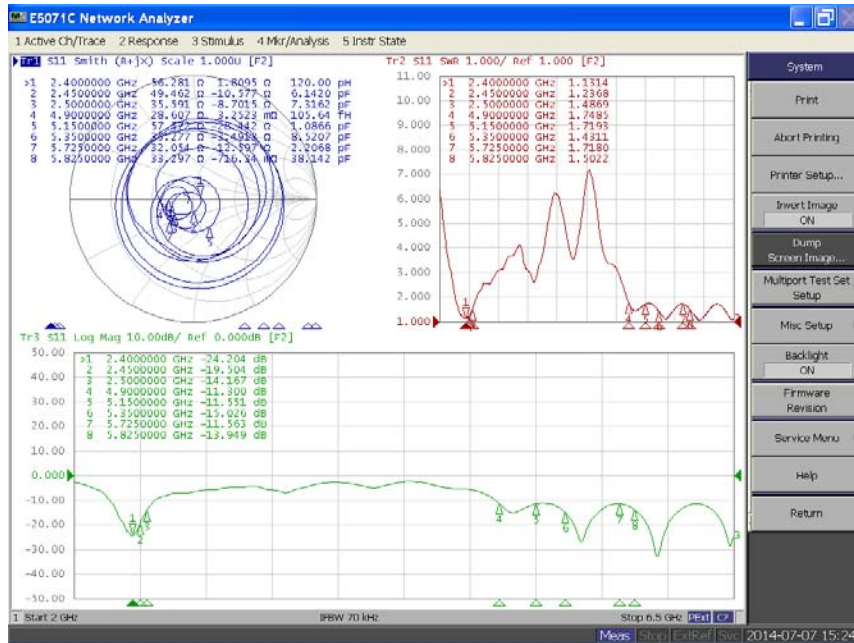 E5071C Network Analyzer
1 Active Ch/Trace 2 Response 3 Stimulus 4 Mkr/Analysis 5 Instr State
Tr1 S11 Smith (R+jX) Scale 1.000U [F2]
>1 2.4000000 GHz 56.281 Ω 1.8095 Ω 120.00 pH
2 2.4500000 GHz 49.462 Ω -10.577 Ω 6.1420 pF
3 2.5000000 GHz 35.591 Ω -8.7015 Ω 7.3162 pF
4 4.9000000 GHz 28.607 Ω 3.2523 mΩ 105.64 fH
5 5.1500000 GHz Ω 1.0866 pF
6 5.3500000 GHz Ω 8.5207 pF
7 5.7250000 GHz 32.054 Ω -12.597 Ω 2.2068 pF
8 5.8250000 GHz 33.297 Ω -716.34 mΩ 38.142 pF
Tr2 S11 SWR 1.000/ Ref 1.000 [F2]
11.00
10.00
9.000
8.000
7.000
6.000
5.000
4.000
3.000
2.000
1.000
>1 2.4000000 GHz 1.1314
2 2.4500000 GHz 1.2368
3 2.5000000 GHz 1.4869
4 4.9000000 GHz 1.7485
5 5.1500000 GHz 1.7193
6 5.3500000 GHz 1.4311
7 5.7250000 GHz 1.7180
8 5.8250000 GHz 1.5022
Tr3 S11 Log Mag 10.00dB/ Ref 0.000dB [F2]
50.00
40.00
30.00
20.00
10.00
0.000
-10.00
-20.00
-30.00
-40.00
-50.00
>1 2.4000000 GHz -24.204 dB
2 2.4500000 GHz -19.504 dB
3 2.5000000 GHz -14.167 dB
4 4.9000000 GHz -11.300 dB
5 5.1500000 GHz -11.551 dB
6 5.3500000 GHz -15.026 dB
7 5.7250000 GHz -11.563 dB
8 5.8250000 GHz -13.949 dB
1 Start 2 GHz IFBW 70 kHz Stop 6.5 GHz PExt C?
Meas Stop ExtRef Svc 2014-07-07 15:24
System
Print
Abort Printing
Printer Setup...
Invert Image
ON
Dump
Screen Image...
Multiport Test Set
Setup
Misc Setup
Backlight
ON
Firmware
Revision
Service Menu
Help
Return